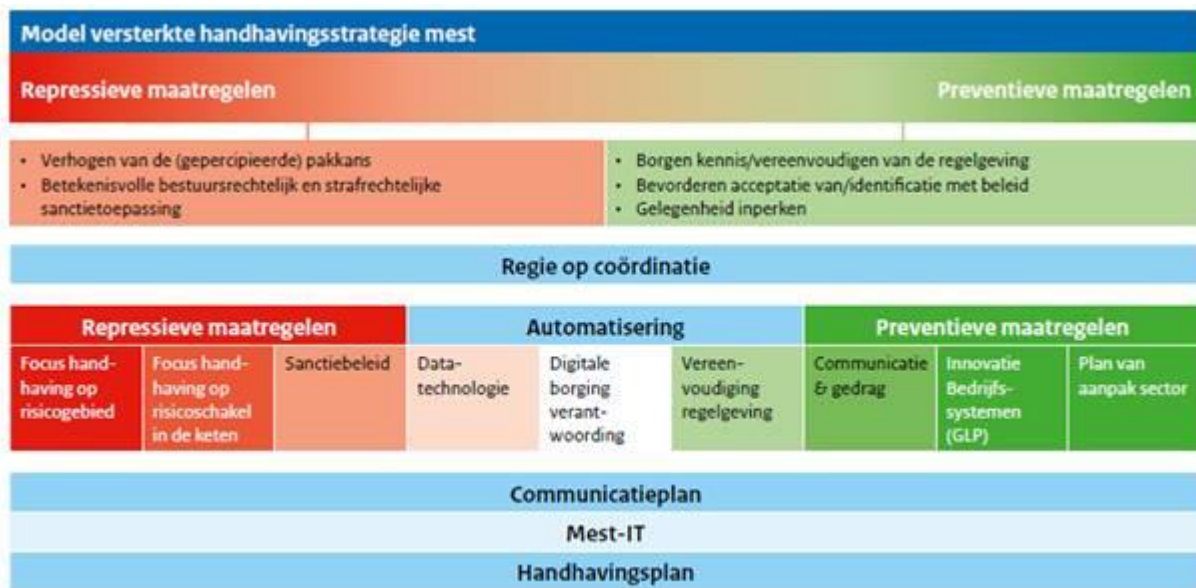 Model versterkte handhavingsstrategie mest
Repressieve maatregelen
Preventieve maatregelen
• Verhogen van de (gepercipieerde) pakkans
• Betekenisvolle bestuursrechtelijk en strafrechtelijke
sanctietoepassing
• Borgen kennis/vereenvoudigen van de regelgeving
• Bevorderen acceptatie van/identificatie met beleid
• Gelegenheid inperken
Regie op coördinatie
Repressieve maatregelen
Focus hand-
having op
risicogebied
Focus hand-
having op
risicoschakel
in de keten
Sanctiebeleid
Automatisering
Data-
technologie
Digitale
borging
verant-
woording
Vereen-
voudiging
regelgeving
Preventieve maatregelen
Communicatie
& gedrag
Innovatie
Bedrijfs-
systemen
(GLP)
Plan van
aanpak sector
Communicatieplan
Mest-IT
Handhavingsplan